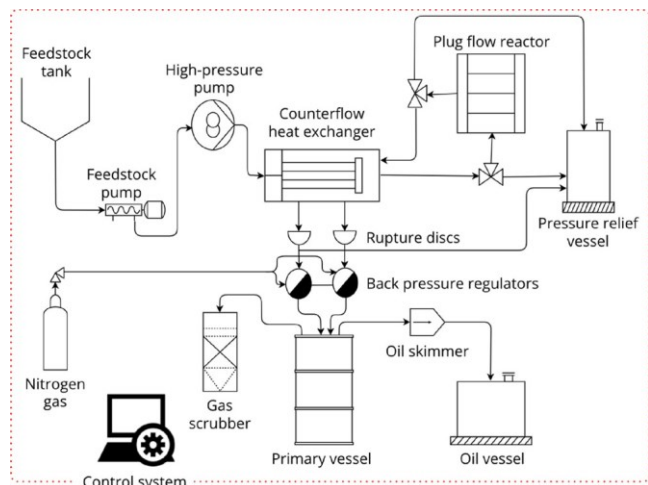 Feedstock
tank
High-pressure
pump
Plug flow reactor
Counterflow
heat exchanger
Feedstock
pump
Pressure relief
vessel
Rupture discs
Back pressure regulators
Oil skimmer
Nitrogen
gas
Gas
scrubber
Control system
Primary vessel
Oil vessel